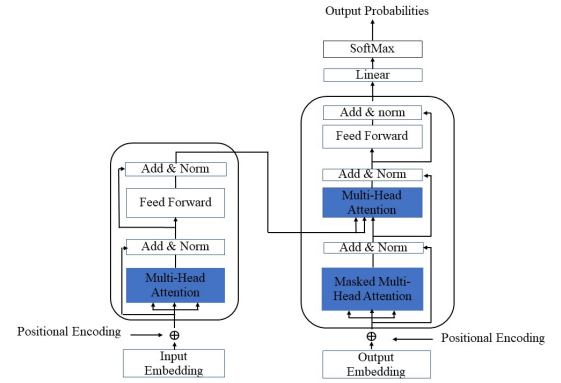 Output Probabilities
SoftMax
Linear
Add & norm
Feed Forward
Add & Norm
Multi-Head
Attention
Add & Norm
Masked Multi-
Head Attention
Positional Encoding
Output
Embedding
Add & Norm
Feed Forward
Add & Norm
Multi-Head
Attention
Positional Encoding
Input
Embedding